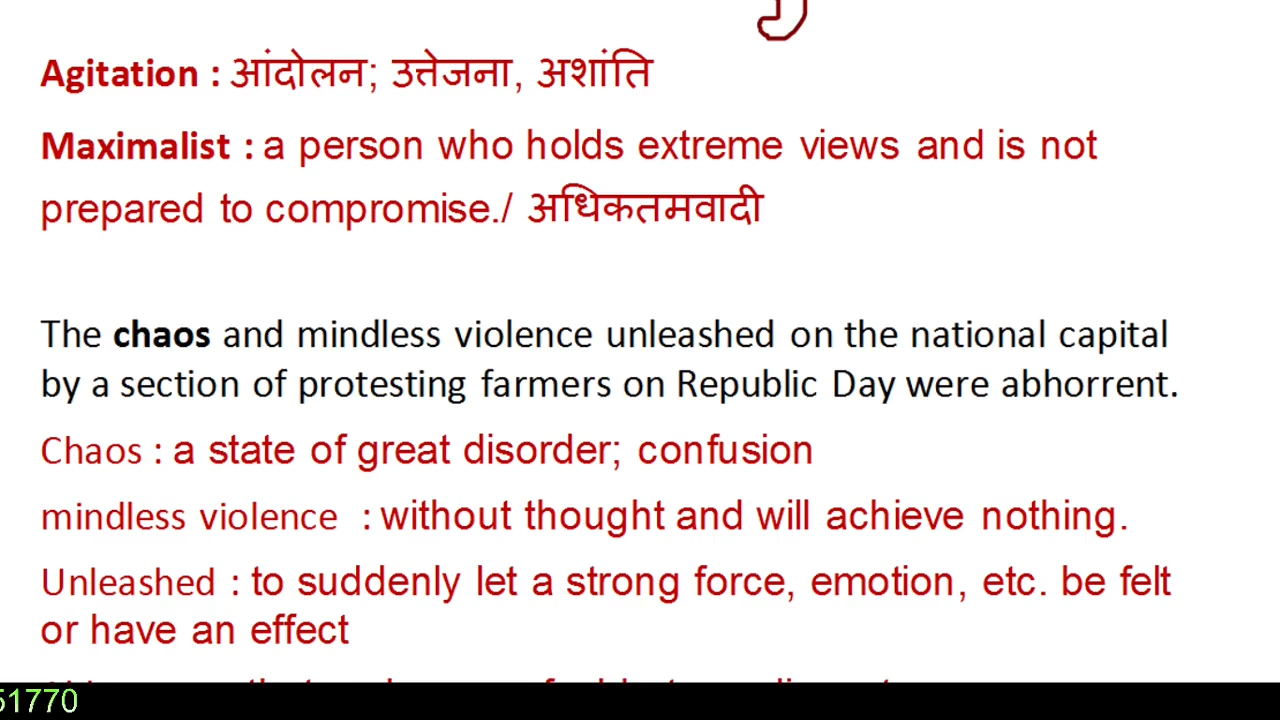 Agitation : आंदोलन; उत्तेजना, अशांति
Maximalist : a person who holds extreme views and is not
prepared to compromise./ अधिकतमवादी
The chaos and mindless violence unleashed on the national capital
by a section of protesting farmers on Republic Day were abhorrent.
Chaos : a state of great disorder; confusion
mindless violence : without thought and will achieve nothing.
Unleashed : to suddenly let a strong force, emotion, etc. be felt
or have an effect
51770